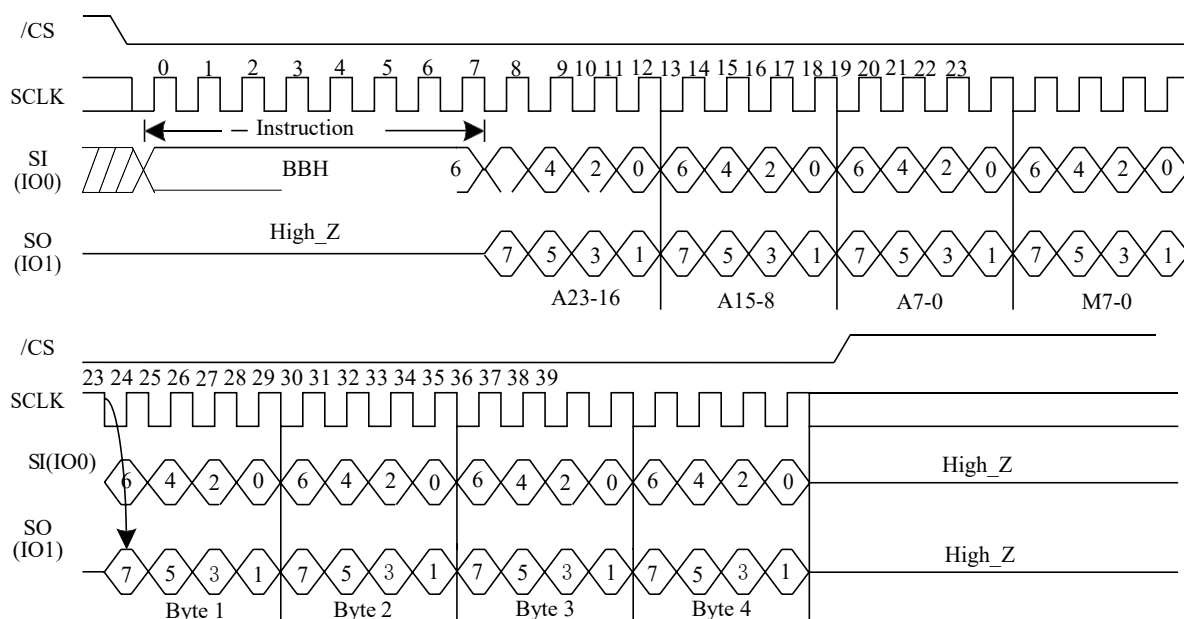 /CS
0 1 2 3 4 5 6 7 8 9 10 11 12 13 14 15 16 17 18 19 20 21 22 23
SCLK
Instruction
SI
(IO0)
BBH
6 4 2 0 6 4 2 0 6 4 2 0 6 4 2 0
SO
(IO1)
High_Z
7 5 3 1 7 5 3 1 7 5 3 1 7 5 3 1
A23-16 A15-8 A7-0 M7-0
/CS
23 24 25 26 27 28 29 30 31 32 33 34 35 36 37 38 39
SCLK
SI(IO0)
6 4 2 0 6 4 2 0 6 4 2 0 6 4 2 0
High_Z
SO
(IO1)
7 5 3 1 7 5 3 1 7 5 3 1 7 5 3 1
High_Z
Byte 1 Byte 2 Byte 3 Byte 4